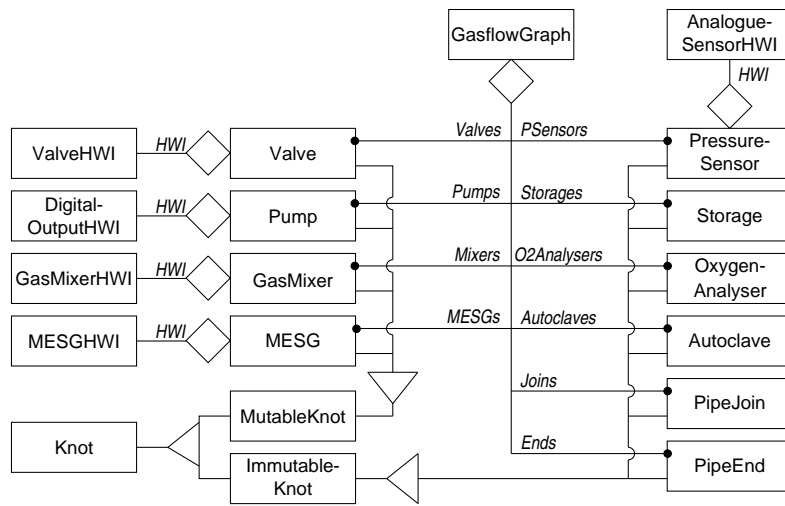 GasflowGraph
Analogue-
SensorHWI
HWI
Valves PSensors
ValveHWI HWI Valve
Pressure-
Sensor
Pumps Storages
Digital-
OutputHWI HWI Pump
Storage
Mixers O2Analysers
GasMixerHWI HWI GasMixer
Oxygen-
Analyser
MESGs Autoclaves
MESGHWI HWI MESG
Autoclave
Joins
MutableKnot
PipeJoin
Knot
Ends
Immutable-
Knot
PipeEnd